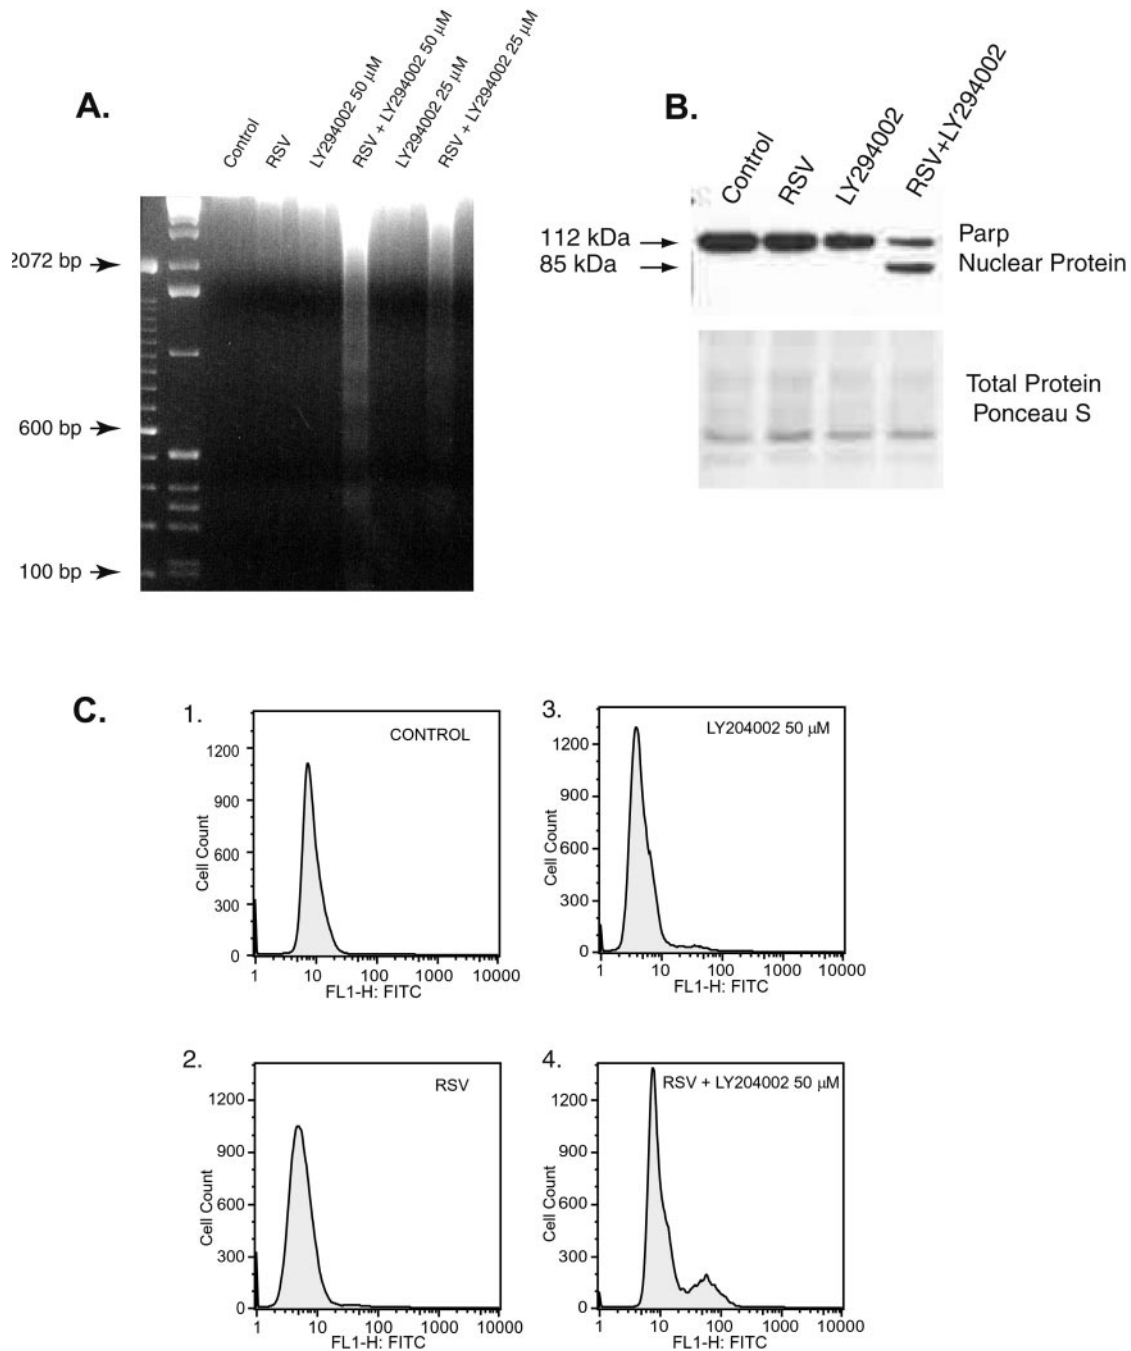 A.
Control
RSV
LY294002 50 μM
RSV + LY294002 50 μM
LY294002 25 μM
RSV + LY294002 25 μM
2072 bp
600 bp
100 bp
B.
Control
RSV
LY294002
RSV+LY294002
112 kDa
85 kDa
Parp
Nuclear Protein
Total Protein
Ponceau S
C.
1.
CONTROL
Cell Count
1200
900
600
300
0
1 10 100 1000 10000
FL1-H: FITC
2.
RSV
Cell Count
1200
900
600
300
0
1 10 100 1000 10000
FL1-H: FITC
3.
LY204002 50 μM
Cell Count
1200
900
600
300
0
1 10 100 1000 10000
FL1-H: FITC
4.
RSV + LY204002 50 μM
Cell Count
1200
900
600
300
0
1 10 100 1000 10000
FL1-H: FITC